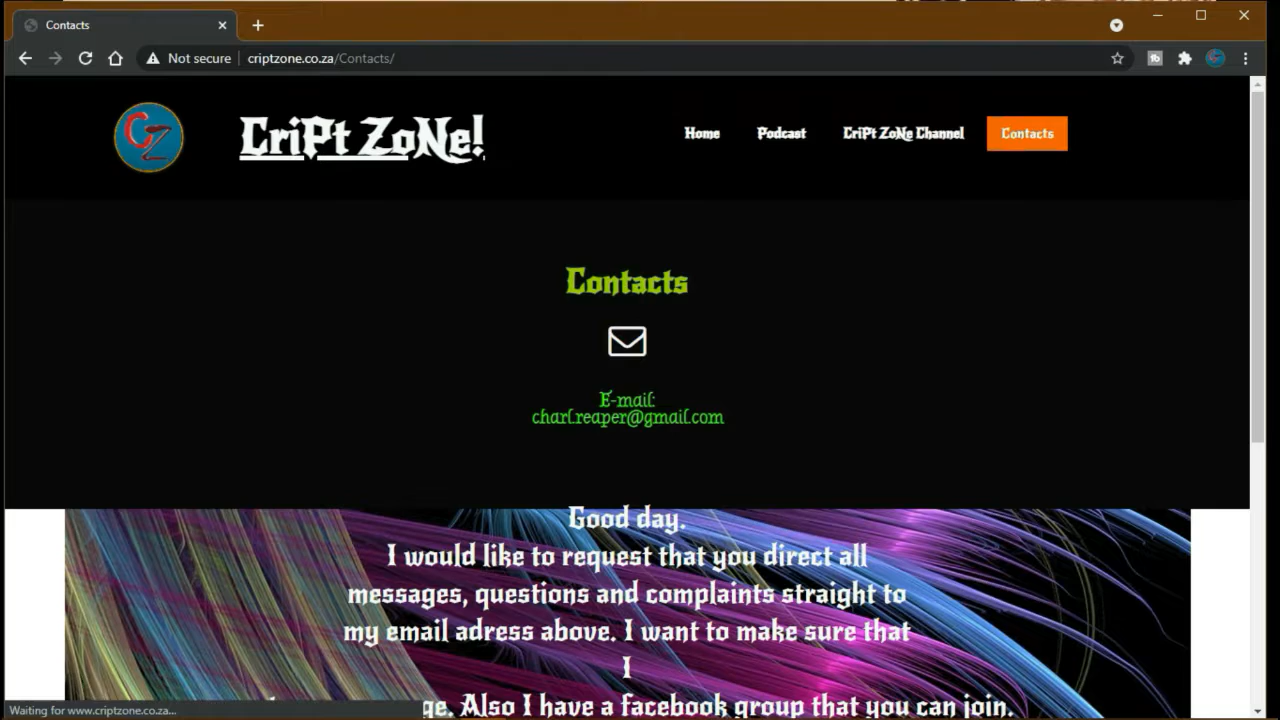 Contacts
Not secure criptzone.co.za/Contacts/
CriPt ZoNe!
Home Podcast CriPt ZoNe Channel Contacts
Contacts
E-mail:
charl.reaper@gmail.com
Good day.
I would like to request that you direct all
messages, questions and complaints straight to
my email adress above. I want to make sure that
I
ge. Also I have a facebook group that you can join.
Waiting for www.criptzone.co.za...